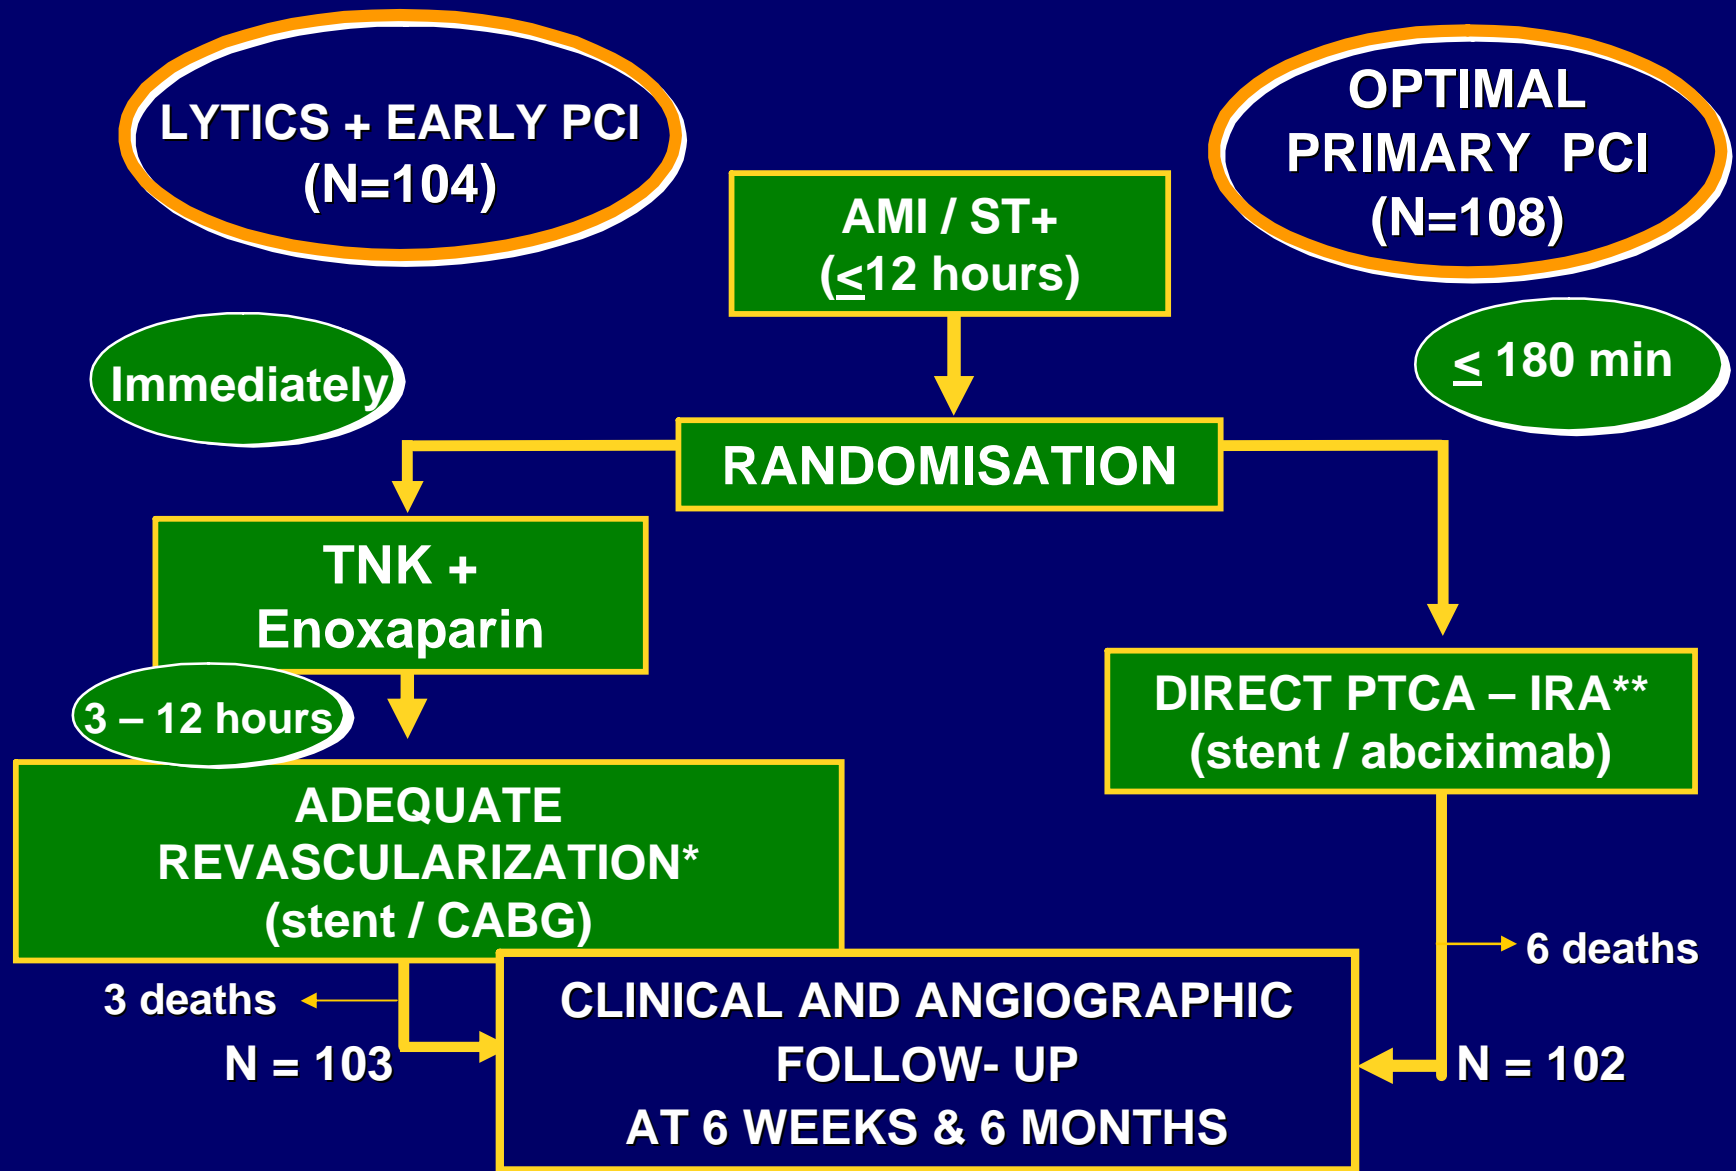 LYTICS + EARLY PCI
(N=104)
OPTIMAL
PRIMARY PCI
(N=108)
AMI / ST+
(≤12 hours)
Immediately
≤ 180 min
RANDOMISATION
TNK +
Enoxaparin
3 – 12 hours
DIRECT PTCA – IRA**
(stent / abciximab)
ADEQUATE
REVASCULARIZATION*
(stent / CABG)
6 deaths
3 deaths
CLINICAL AND ANGIOGRAPHIC
FOLLOW- UP
AT 6 WEEKS & 6 MONTHS
N = 103
N = 102